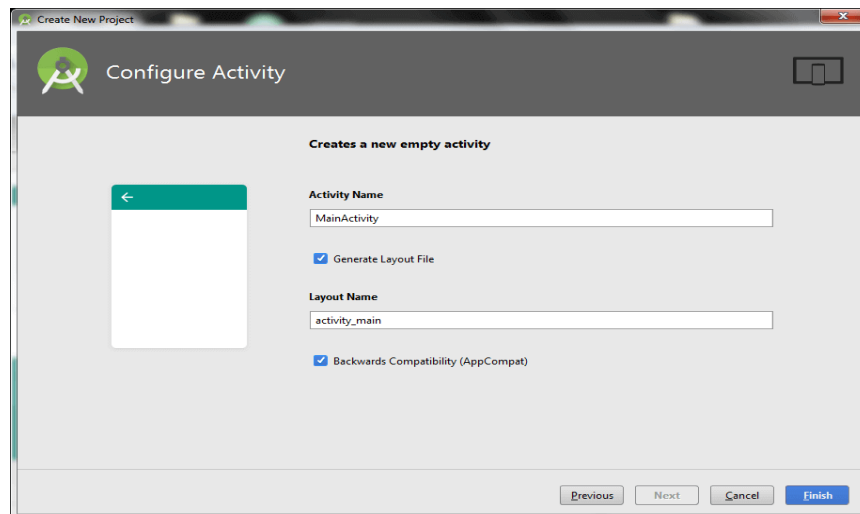 Create New Project
Configure Activity
Creates a new empty activity
Activity Name
MainActivity
Generate Layout File
Layout Name
activity_main
Backwards Compatibility (AppCompat)
Previous
Next
Cancel
Finish